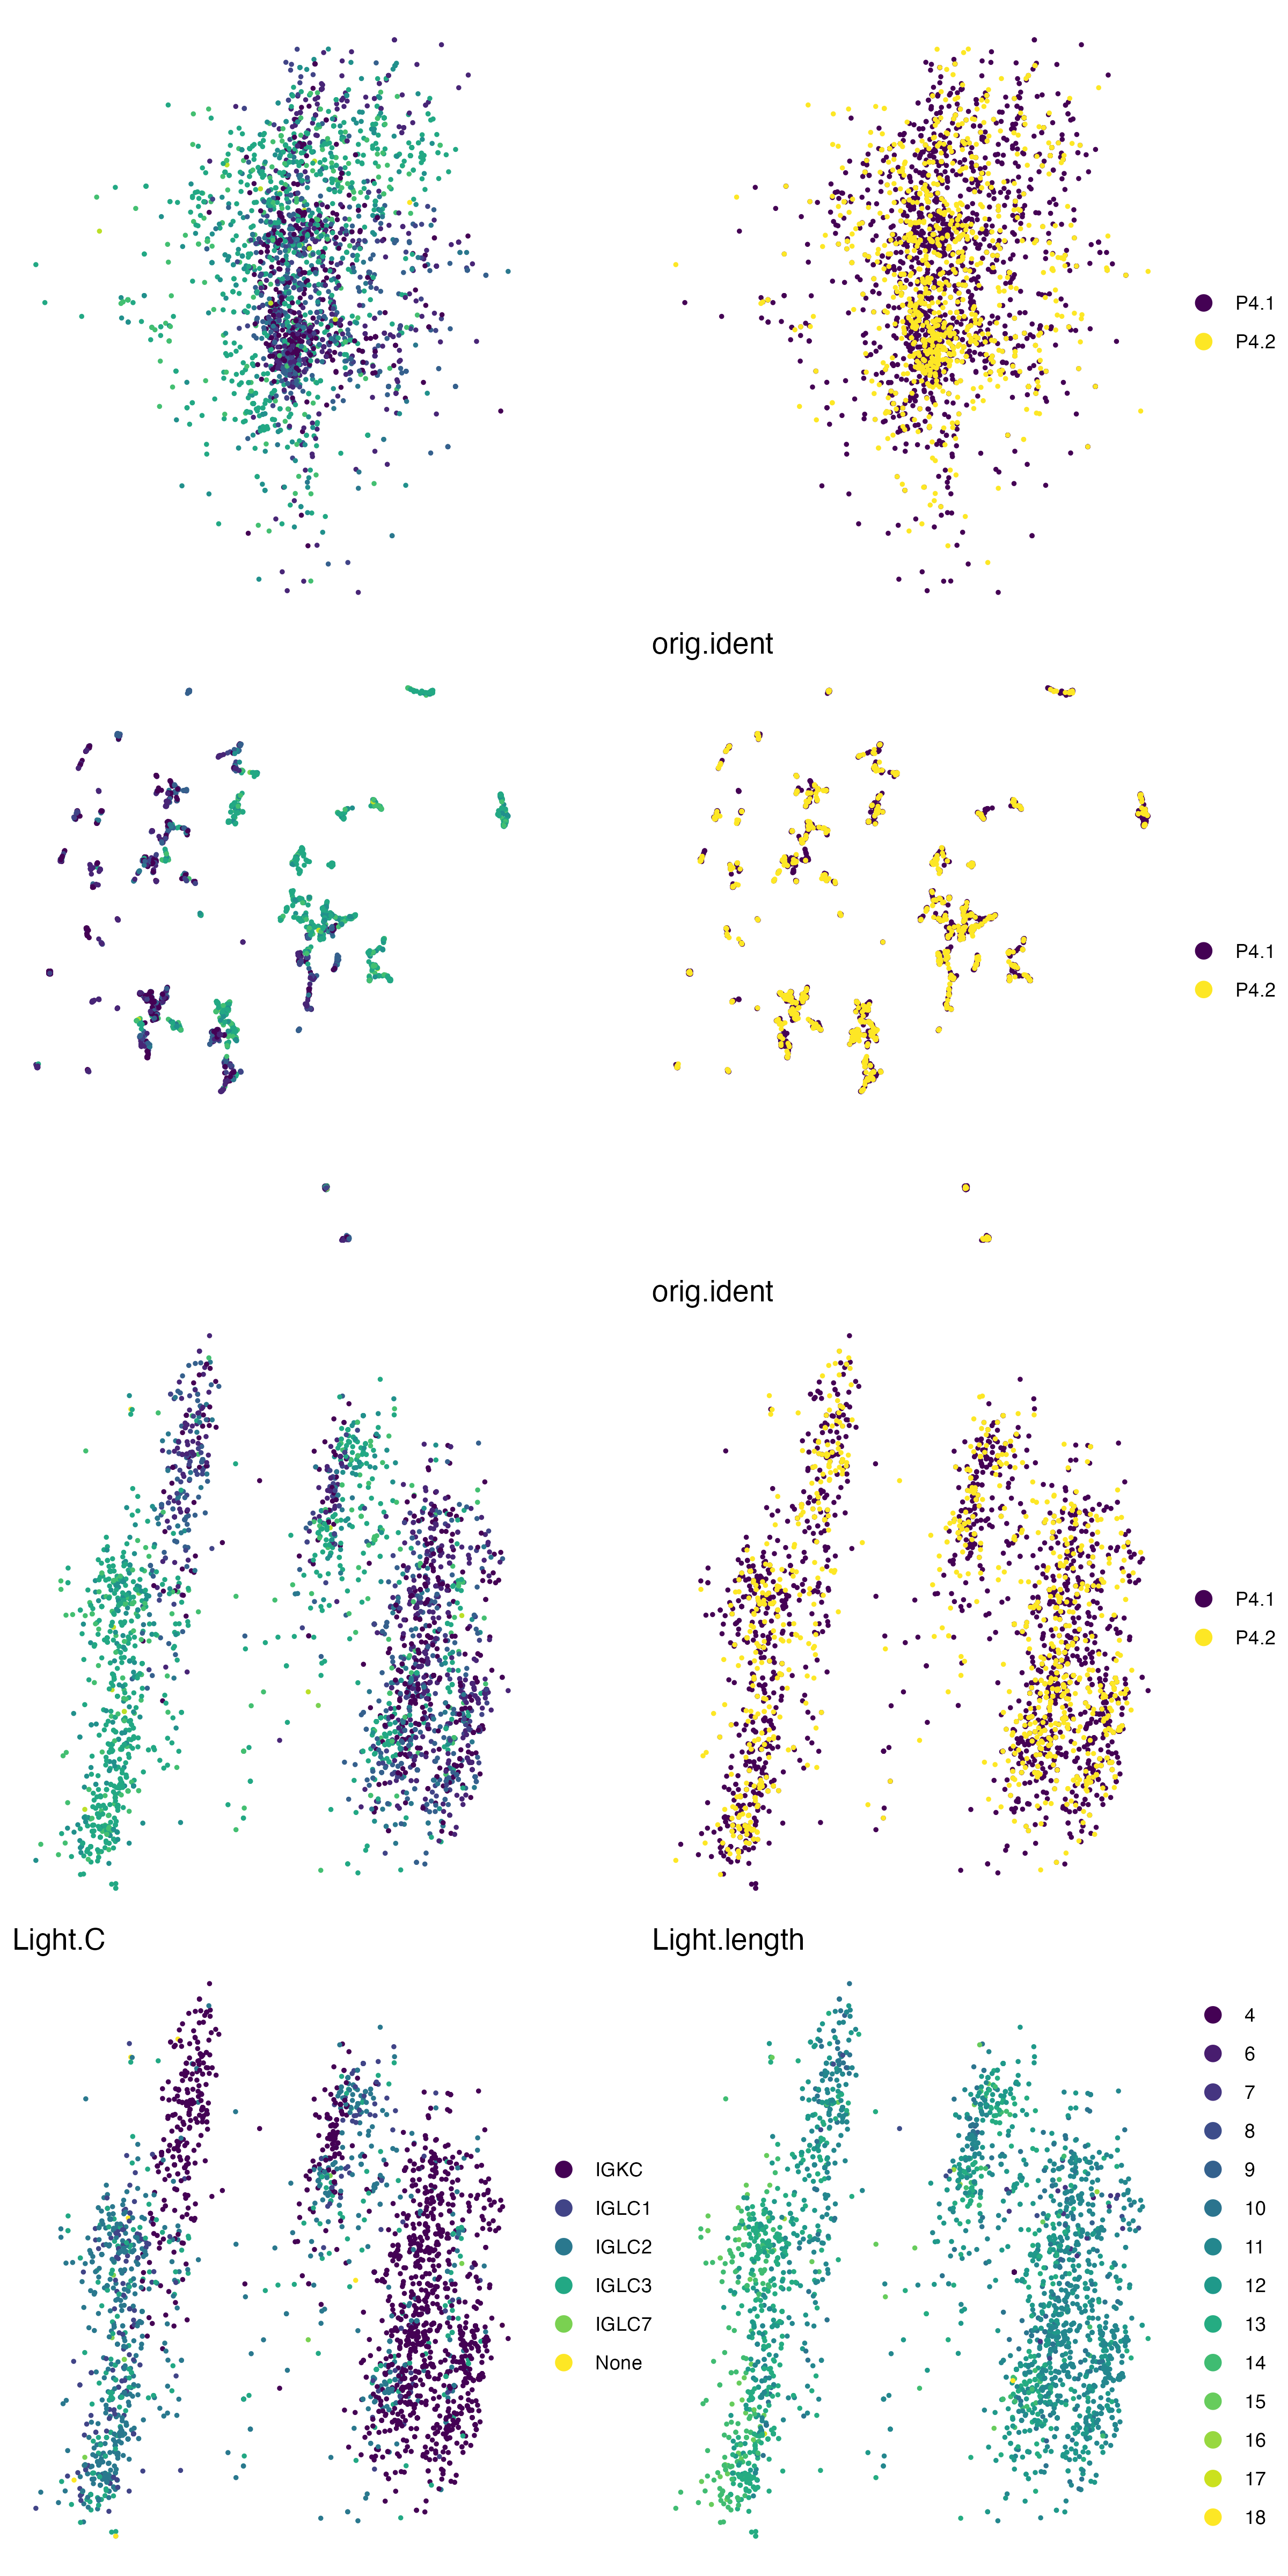 P4.1
P4.2
orig.ident
P4.1
P4.2
orig.ident
P4.1
P4.2
Light.C
Light.length
IGKC
IGLC1
IGLC2
IGLC3
IGLC7
None
4
6
7
8
9
10
11
12
13
14
15
16
17
18